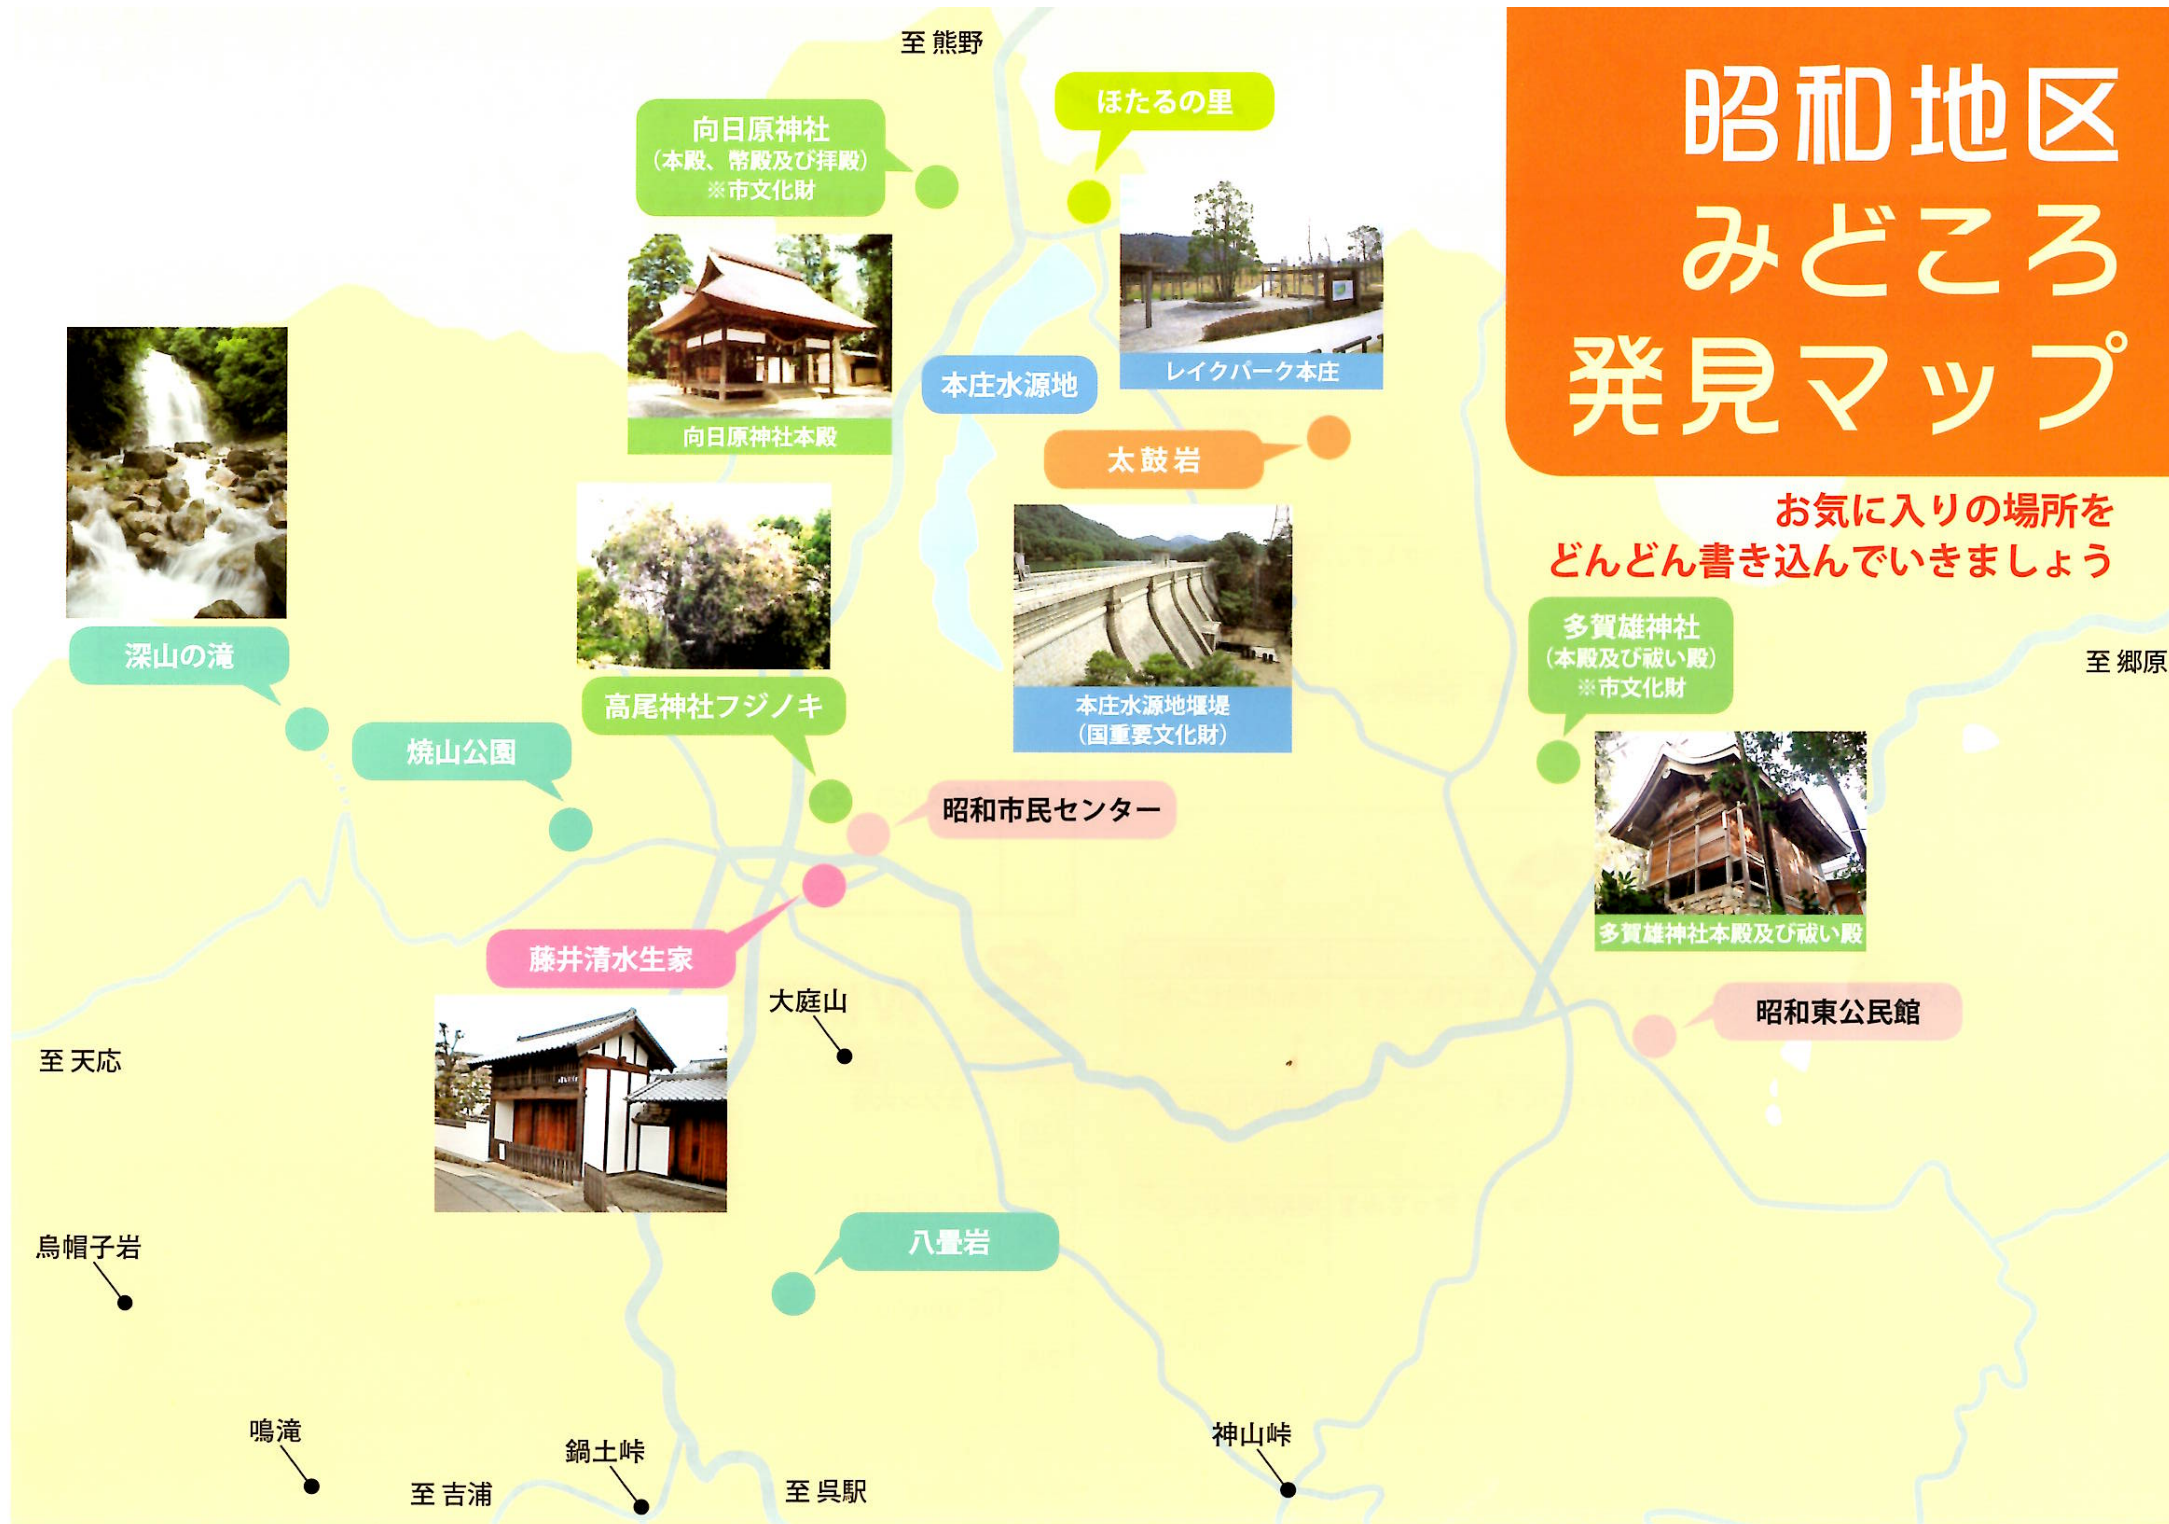 昭和地区
みどころ
発見マップ
お気に入りの場所を
どんどん書き込んでいきましょう
至 熊野
ほたるの里
向日原神社
（本殿、幣殿及び拝殿）
※市文化財
向日原神社本殿
レイクパーク本庄
本庄水源地
太鼓岩
本庄水源地堰堤
（国重要文化財）
多賀雄神社
（本殿及び祓い殿）
※市文化財
多賀雄神社本殿及び祓い殿
至 郷原
深山の滝
焼山公園
高尾神社フジノキ
昭和市民センター
藤井清水生家
大庭山
昭和東公民館
至 天応
八畳岩
烏帽子岩
鳴滝
至 吉浦
鍋土峠
至 呉駅
神山峠